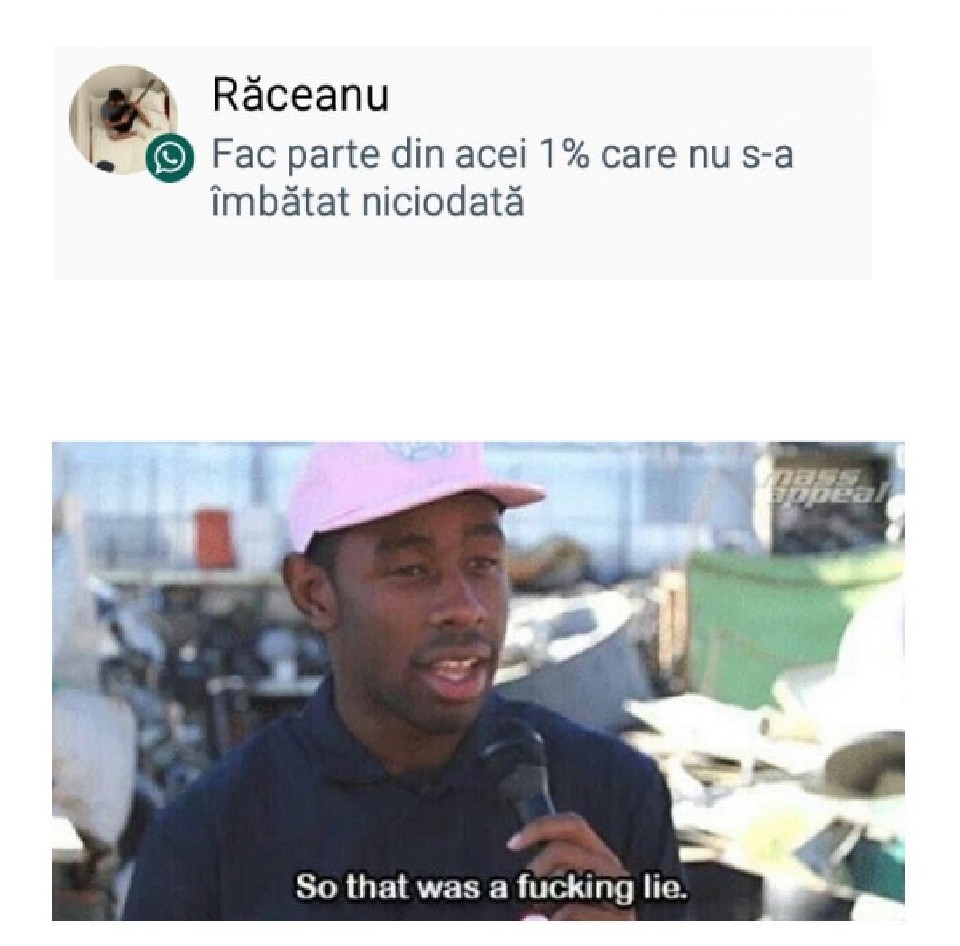 Răceanu
Fac parte din acei 1% care nu s-a
îmbătat niciodată
mass
appeal
So that was a fucking lie.